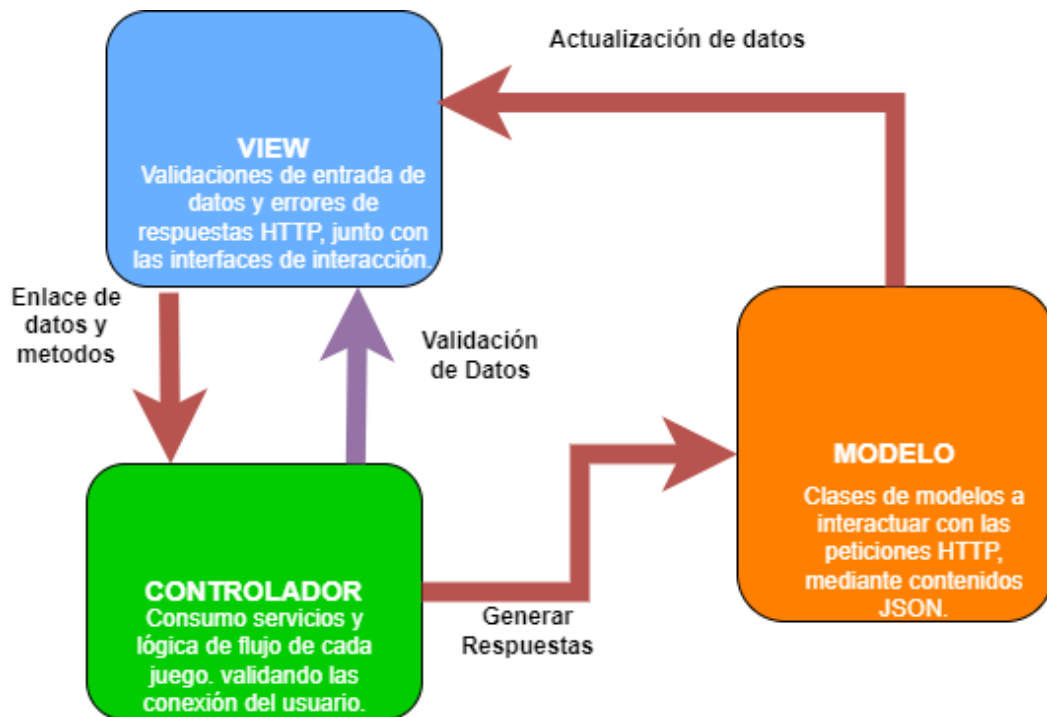 Actualización de datos
VIEW
Validaciones de entrada de
datos y errores de
respuestas HTTP, junto con
las interfaces de interacción.
Enlace de
datos y
metodos
Validación
de Datos
MODELO
Clases de modelos a
interactuar con las
peticiones HTTP,
mediante contenidos
JSON.
CONTROLADOR
Consumo servicios y
lógica de flujo de cada
juego. validando las
conexión del usuario.
Generar
Respuestas